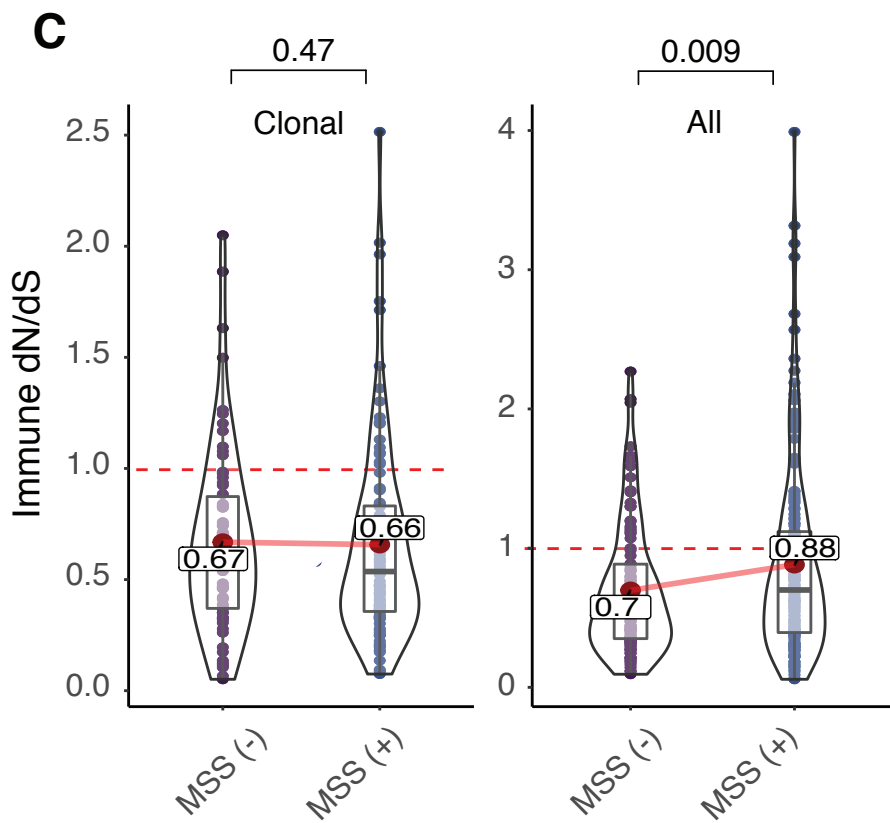 C
0.47
0.009
Clonal
All
Immune dN/dS
2.5
2.0
1.5
1.0
0.5
0.0
0.67
0.66
MSS (-)
MSS (+)
4
3
2
1
0
0.7
0.88
MSS (-)
MSS (+)